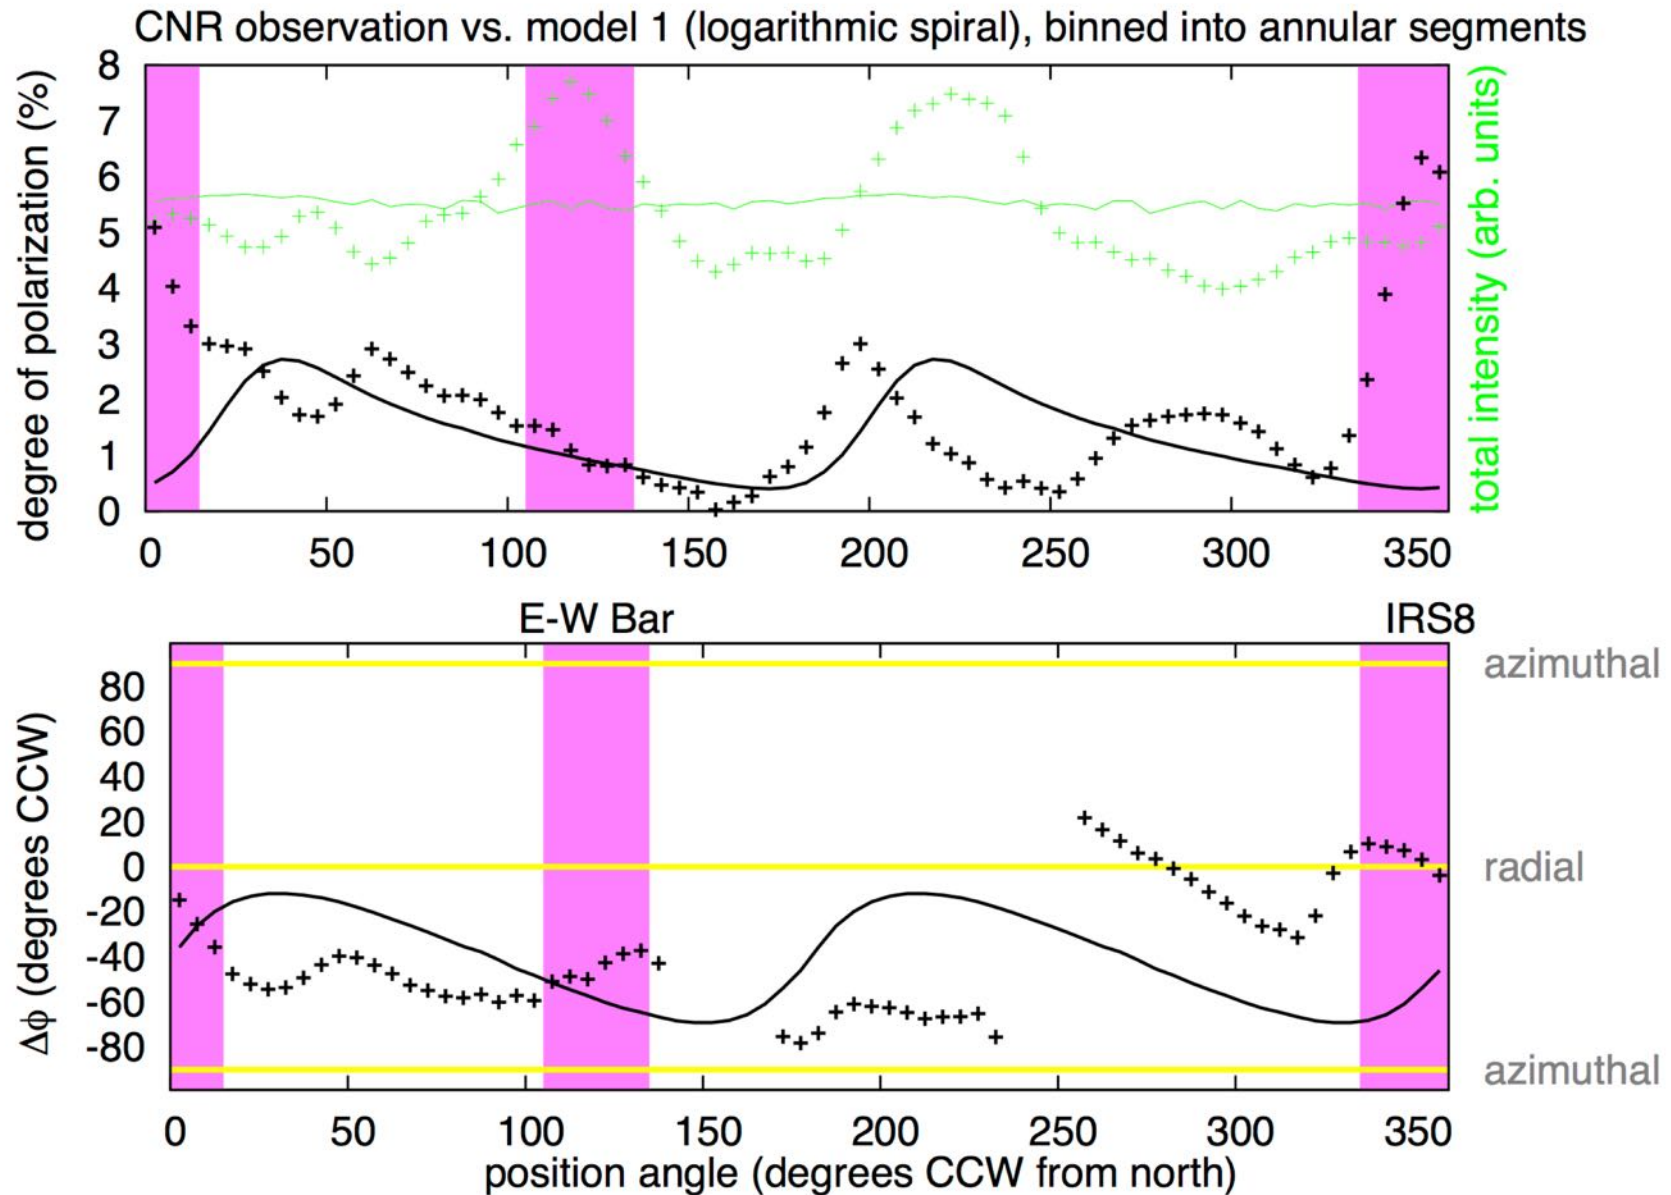 CNR observation vs. model 1 (logarithmic spiral), binned into annular segments
degree of polarization (%)
8
7
6
5
4
3
2
1
0
total intensity (arb. units)
0 50 100 150 200 250 300 350
E-W Bar IRS8
Δϕ (degrees CCW)
80
60
40
20
0
-20
-40
-60
-80
azimuthal
radial
azimuthal
0 50 100 150 200 250 300 350
position angle (degrees CCW from north)